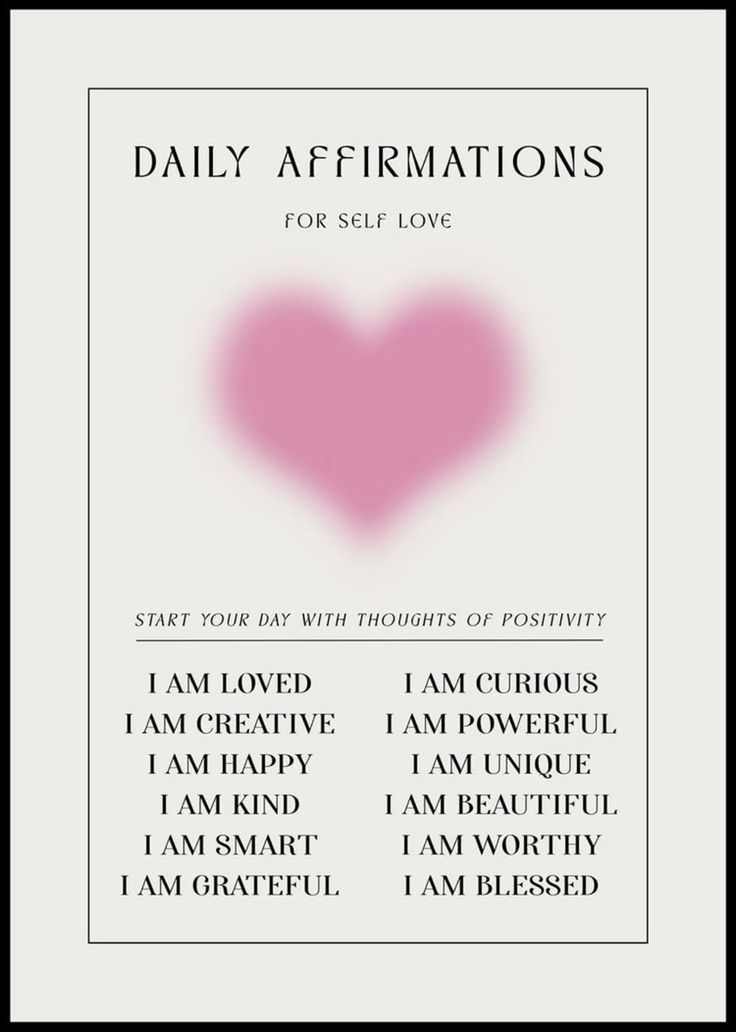 DAILY AFFIRMATIONS
FOR SELF LOVE
START YOUR DAY WITH THOUGHTS OF POSITIVITY
I AM LOVED
I AM CREATIVE
I AM HAPPY
I AM KIND
I AM SMART
I AM GRATEFUL
I AM CURIOUS
I AM POWERFUL
I AM UNIQUE
I AM BEAUTIFUL
I AM WORTHY
I AM BLESSED